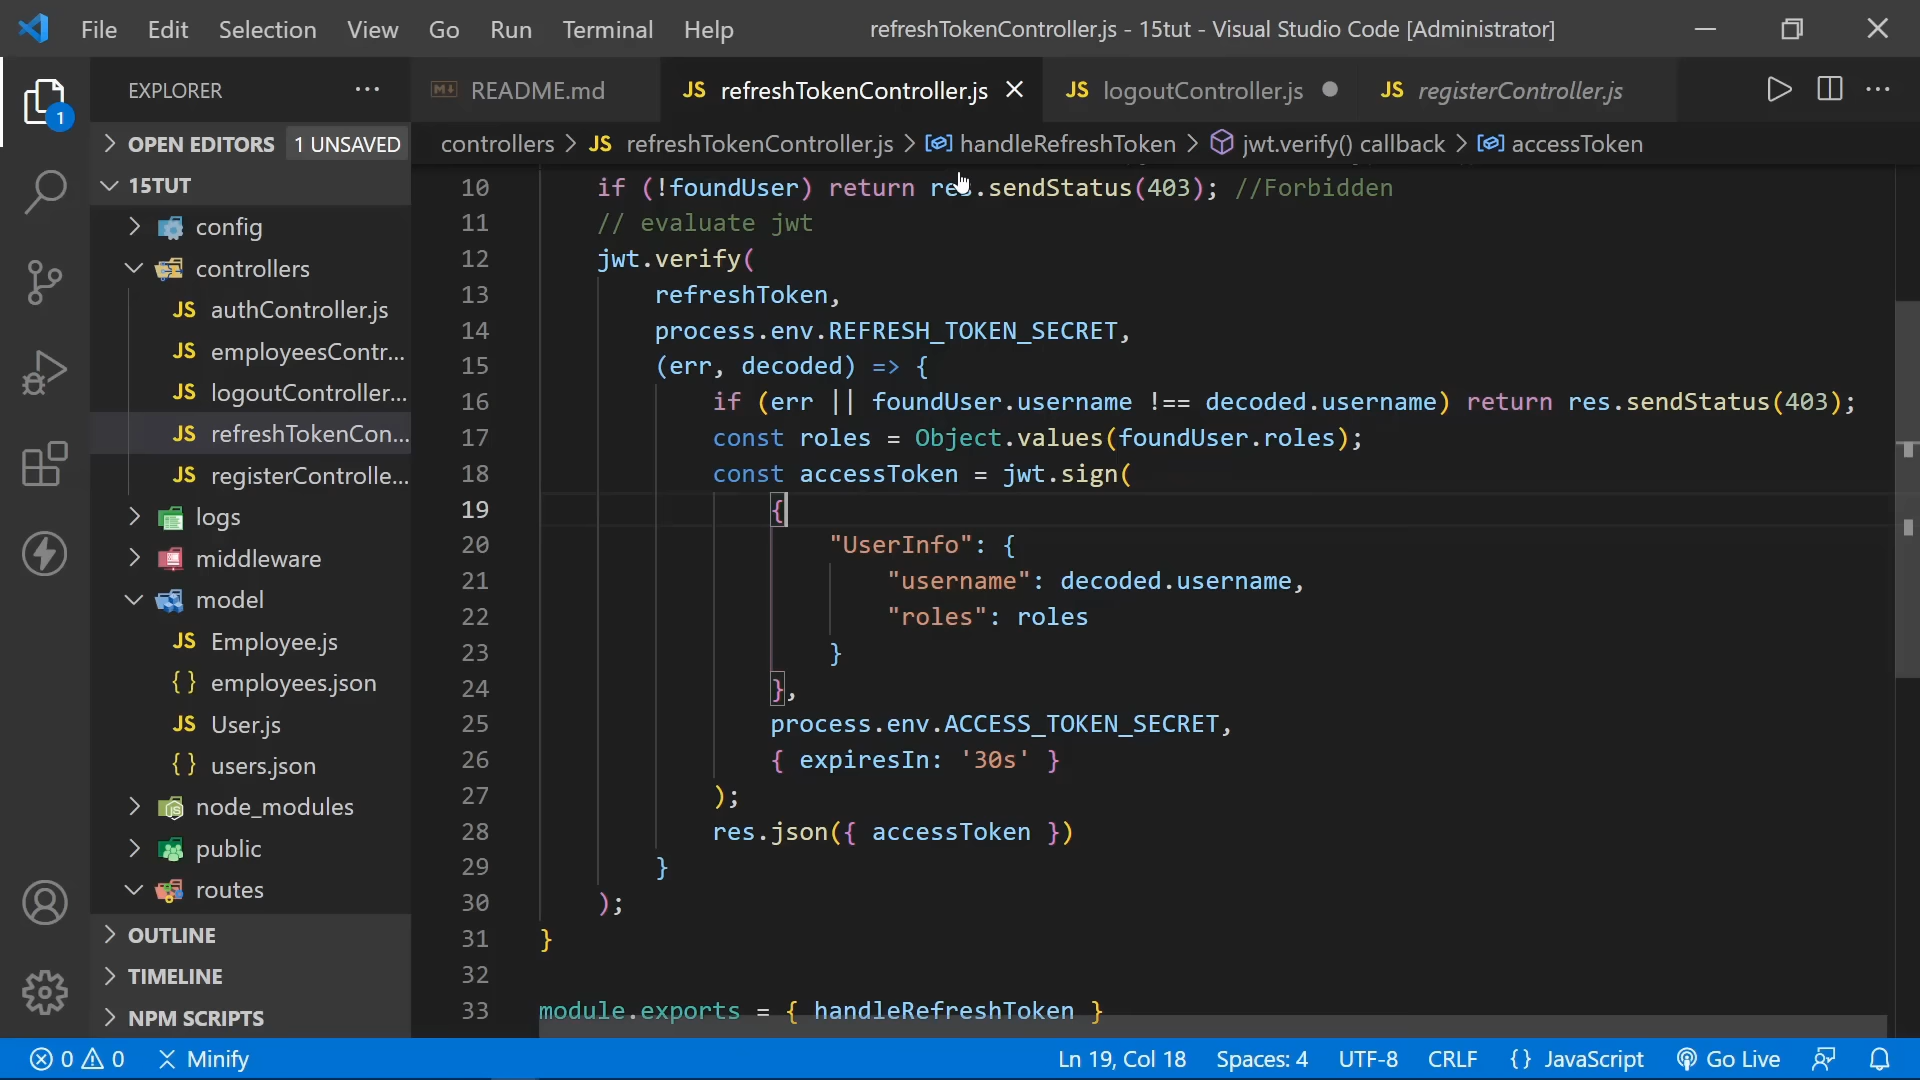 File Edit Selection View Go Run Terminal Help
refreshTokenController.js - 15tut - Visual Studio Code [Administrator]
EXPLORER
README.md
JS refreshTokenController.js
JS logoutController.js
JS registerController.js
1
OPEN EDITORS 1 UNSAVED
controllers > JS refreshTokenController.js > handleRefreshToken > jwt.verify() callback > accessToken
15TUT
config
controllers
JS authController.js
JS employeesContr...
JS logoutController...
JS refreshTokenCon...
JS registerControlle...
logs
middleware
model
JS Employee.js
{ } employees.json
JS User.js
{ } users.json
node_modules
public
routes
OUTLINE
TIMELINE
NPM SCRIPTS
10 if (!foundUser) return res.sendStatus(403); //Forbidden
11 // evaluate jwt
12 jwt.verify(
13 refreshToken,
14 process.env.REFRESH_TOKEN_SECRET,
15 (err, decoded) => {
16 if (err || foundUser.username !== decoded.username) return res.sendStatus(403);
17 const roles = Object.values(foundUser.roles);
18 const accessToken = jwt.sign(
19 {
20 "UserInfo": {
21 "username": decoded.username,
22 "roles": roles
23 }
24 },
25 process.env.ACCESS_TOKEN_SECRET,
26 { expiresIn: '30s' }
27 );
28 res.json({ accessToken })
29 }
30 );
31 }
32
33 module.exports = { handleRefreshToken }
0 0 Minify
Ln 19, Col 18 Spaces: 4 UTF-8 CRLF { } JavaScript Go Live